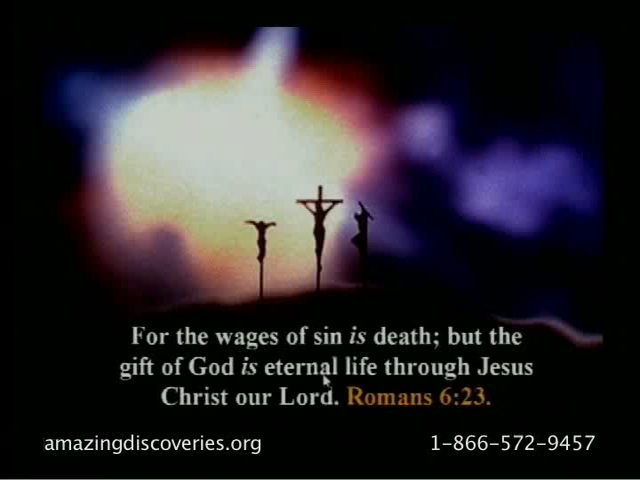 For the wages of sin is death; but the
gift of God is eternal life through Jesus
Christ our Lord. Romans 6:23.
amazingdiscoveries.org 1-866-572-9457